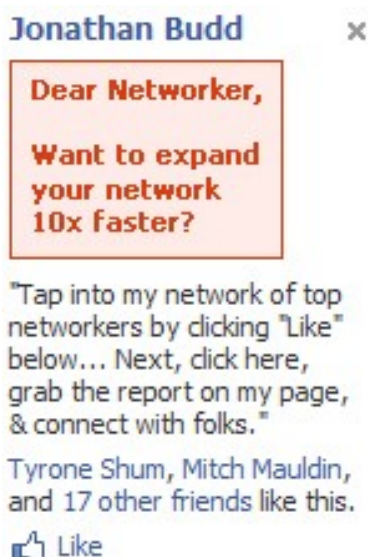 Jonathan Budd
Dear Networker,
Want to expand
your network
10x faster?
"Tap into my network of top
networkers by clicking "Like"
below... Next, click here,
grab the report on my page,
& connect with folks."
Tyrone Shum, Mitch Mauldin,
and 17 other friends like this.
Like